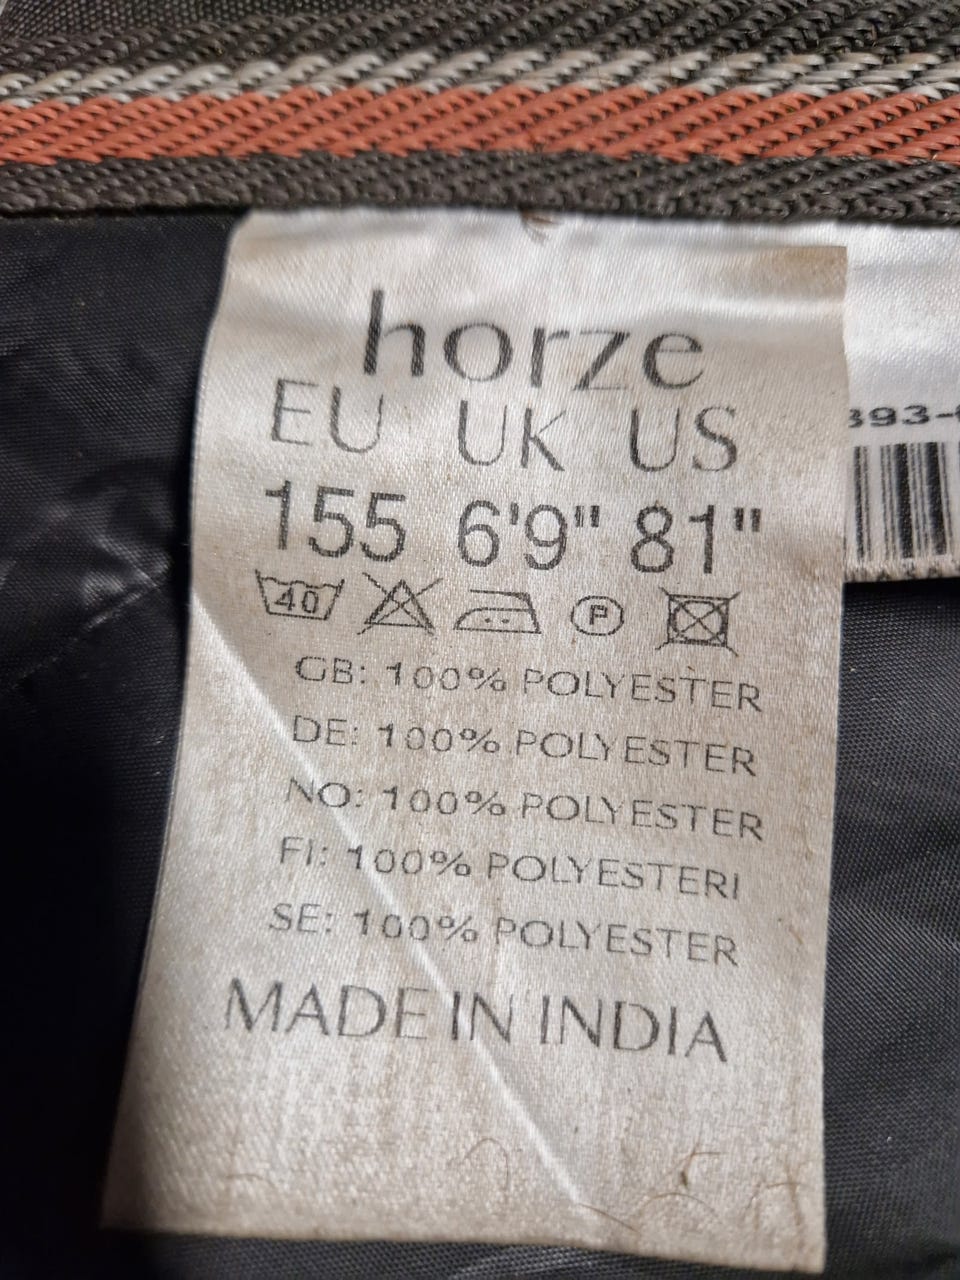 horze
EU UK US
155 6'9" 81"
40 P
GB: 100% POLYESTER
DE: 100% POLYESTER
NO: 100% POLYESTER
FI: 100% POLYESTERI
SE: 100% POLYESTER
MADE IN INDIA